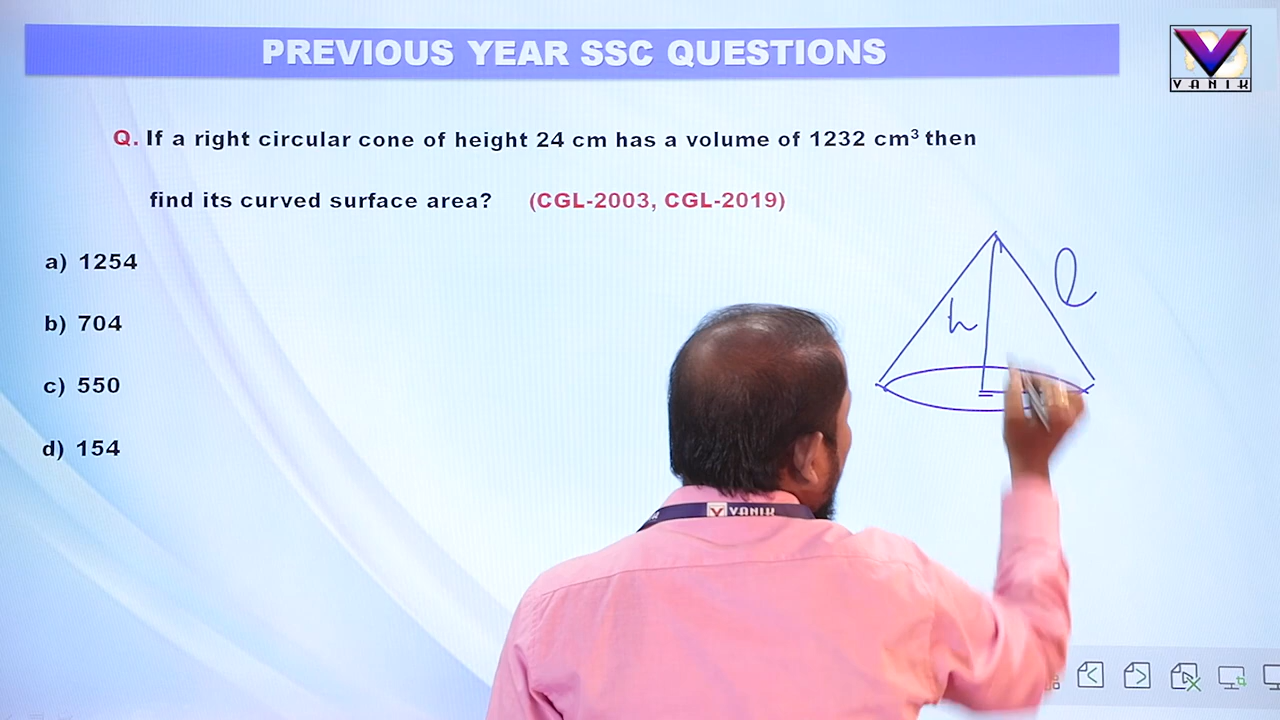 PREVIOUS YEAR SSC QUESTIONS
VANIK
Q. If a right circular cone of height 24 cm has a volume of 1232 cm³ then
find its curved surface area? (CGL-2003, CGL-2019)
a) 1254
b) 704
c) 550
d) 154
h
l
VANIK